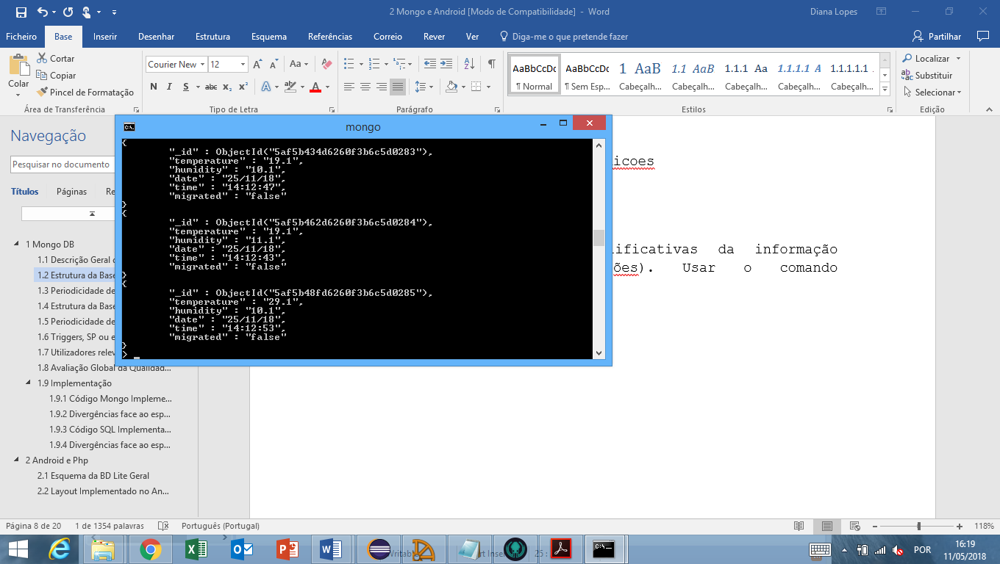 2 Mongo e Android [Modo de Compatibilidade] - Word
Diana Lopes
Ficheiro Base Inserir Desenhar Estrutura Esquema Referências Correio Rever Ver Diga-me o que pretende fazer Partilhar
Colar
Cortar
Copiar
Pincel de Formatação
Área de Transferência
Courier New 12
N I S abc x₂ x²
Tipo de Letra
Parágrafo
AaBbCcDc AaBbCcDc 1 AaB 1.1 AaB 1.1.1 Aa 1.1.1.1 A 1.1.1.1.1
¶ Normal ¶ Sem Esp... Cabeçalh... Cabeçalh... Cabeçalh... Cabeçalh... Cabeçalh...
Estilos
Localizar
Substituir
Selecionar
Edição
Navegação
Pesquisar no documento
Títulos Páginas Re
1 Mongo DB
1.1 Descrição Geral
1.2 Estrutura da Base
1.3 Periodicidade de
1.4 Estrutura da Base
1.5 Periodicidade de
1.6 Triggers, SP ou e
1.7 Utilizadores relev
1.8 Avaliação Global da Qualidad...
1.9 Implementação
1.9.1 Código Mongo Impleme...
1.9.2 Divergências face ao esp...
1.9.3 Código SQL Implementa...
1.9.4 Divergências face ao esp...
2 Android e Php
2.1 Esquema da BD Lite Geral
2.2 Layout Implementado no An...
mongo
{
"_id" : ObjectId("5af5b434d6260f3b6c5d0283"),
"temperature" : "19.1",
"humidity" : "10.1",
"date" : "25/11/18",
"time" : "14:12:47",
"migrated" : "false"
}
{
"_id" : ObjectId("5af5b462d6260f3b6c5d0284"),
"temperature" : "19.1",
"humidity" : "11.1",
"date" : "25/11/18",
"time" : "14:12:43",
"migrated" : "false"
}
{
"_id" : ObjectId("5af5b48fd6260f3b6c5d0285"),
"temperature" : "29.1",
"humidity" : "10.1",
"date" : "25/11/18",
"time" : "14:12:53",
"migrated" : "false"
}
>
icoes
ificativas da informação
ões). Usar o comando
Página 8 de 20 1 de 1354 palavras Português (Portugal) 118%
POR
16:19
11/05/2018